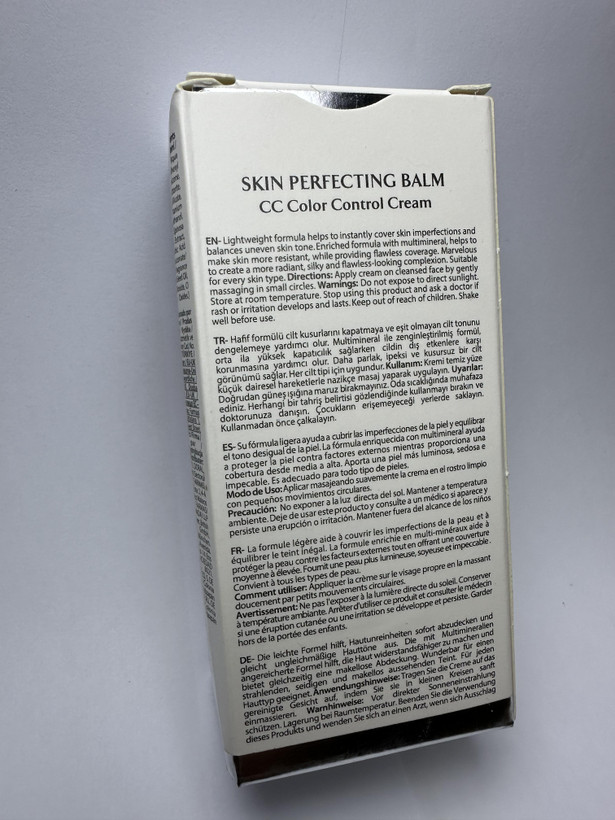 SKIN PERFECTING BALM
CC Color Control Cream
EN- Lightweight formula helps to instantly cover skin imperfections and
balances uneven skin tone. Enriched formula with multimineral, helps to
make skin more resistant, while providing flawless coverage. Marvelous
to create a more radiant, silky and flawless-looking complexion. Suitable
for every skin type. Directions: Apply cream on cleansed face by gently
massaging in small circles. Warnings: Do not expose to direct sunlight.
Store at room temperature. Stop using this product and ask a doctor if
rash or irritation develops and lasts. Keep out of reach of children. Shake
well before use.
TR- Hafif formülü cilt kusurlarını kapatmaya ve eşit olmayan cilt tonunu
dengelemeye yardımcı olur. Multimineral ile zenginleştirilmiş formül,
orta ila yüksek kapatıcılık sağlarken cildin dış etkenlere karşı
korunmasına yardımcı olur. Daha parlak, ipeksi ve kusursuz bir cilt
görünümü sağlar. Her cilt tipi için uygundur. Kullanım: Kremi temiz yüze
küçük dairesel hareketlerle nazikçe masaj yaparak uygulayın. Uyarılar:
Doğrudan güneş ışığına maruz bırakmayınız. Oda sıcaklığında muhafaza
ediniz. Herhangi bir tahriş belirtisi gözlendiğinde kullanmayı bırakın ve
doktorunuza danışın. Çocukların erişemeyeceği yerlerde saklayın.
Kullanmadan önce çalkalayın.
ES- Su fórmula ligera ayuda a cubrir las imperfecciones de la piel y equilibrar
el tono desigual de la piel. La fórmula enriquecida con multimineral ayuda
a proteger la piel contra factores externos mientras proporciona una
cobertura desde media a alta. Aporta una piel más luminosa, sedosa e
impecable. Es adecuado para todo tipo de pieles.
Modo de Uso: Aplicar masajeando suavemente la crema en el rostro limpio
con pequeños movimientos circulares.
Precaución: No exponer a la luz directa del sol. Mantener a temperatura
ambiente. Deje de usar este producto y consulte a un médico si aparece y
persiste una erupción o irritación. Mantener fuera del alcance de los niños
FR- La formule légère aide à couvrir les imperfections de la peau et à
équilibrer le teint inégal. La formule enrichie en multi-minéraux aide à
protéger la peau contre les facteurs externes tout en offrant une couverture
moyenne à élevée. Fournit une peau plus lumineuse, soyeuse et impeccable.
Convient à tous les types de peau.
Comment utiliser: Appliquer la crème sur le visage propre en la massant
doucement par petits mouvements circulaires.
Avertissement: Ne pas l'exposer à la lumière directe du soleil. Conserver
à température ambiante. Arrêter d'utiliser ce produit et consulter le médecin
si une éruption cutanée ou une irritation se développe et persiste. Garder
hors de la portée des enfants.
DE- Die leichte Formel hilft, Hautunreinheiten sofort abzudecken und
gleicht ungleichmäßige Hauttöne aus. Die mit Multimineralien
angereicherte Formel hilft, die Haut widerstandsfähiger zu machen und
bietet gleichzeitig eine makellose Abdeckung. Wunderbar für einen
strahlenden, seidigen und makellos aussehenden Teint. Für jeden
Hauttyp geeignet. Anwendungshinweise: Tragen Sie die Creme auf das
gereinigte Gesicht auf, indem Sie sie in kleinen Kreisen sanft
einmassieren. Warnhinweise: Vor direkter Sonneneinstrahlung
schützen. Lagerung bei Raumtemperatur. Beenden Sie die Verwendung
dieses Produkts und wenden Sie sich an einen Arzt, wenn sich Ausschlag